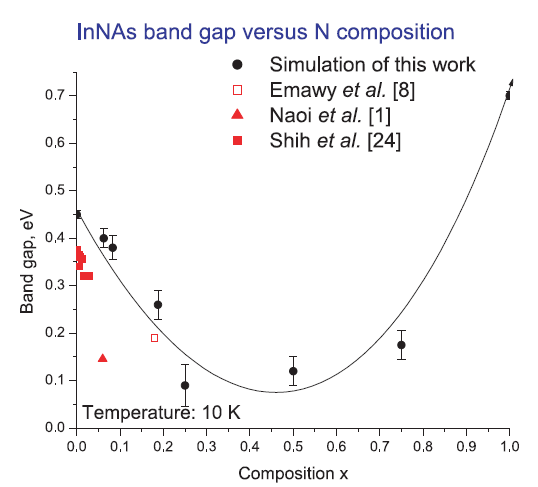 InNAs band gap versus N composition
Simulation of this work
Emawy et al. [8]
Naoi et al. [1]
Shih et al. [24]
0.7
0.6
0.5
0.4
0.3
0.2
0.1
0.0
Band gap, eV
Temperature: 10 K
0.0 0.1 0.2 0.3 0.4 0.5 0.6 0.7 0.8 0.9 1.0
Composition x